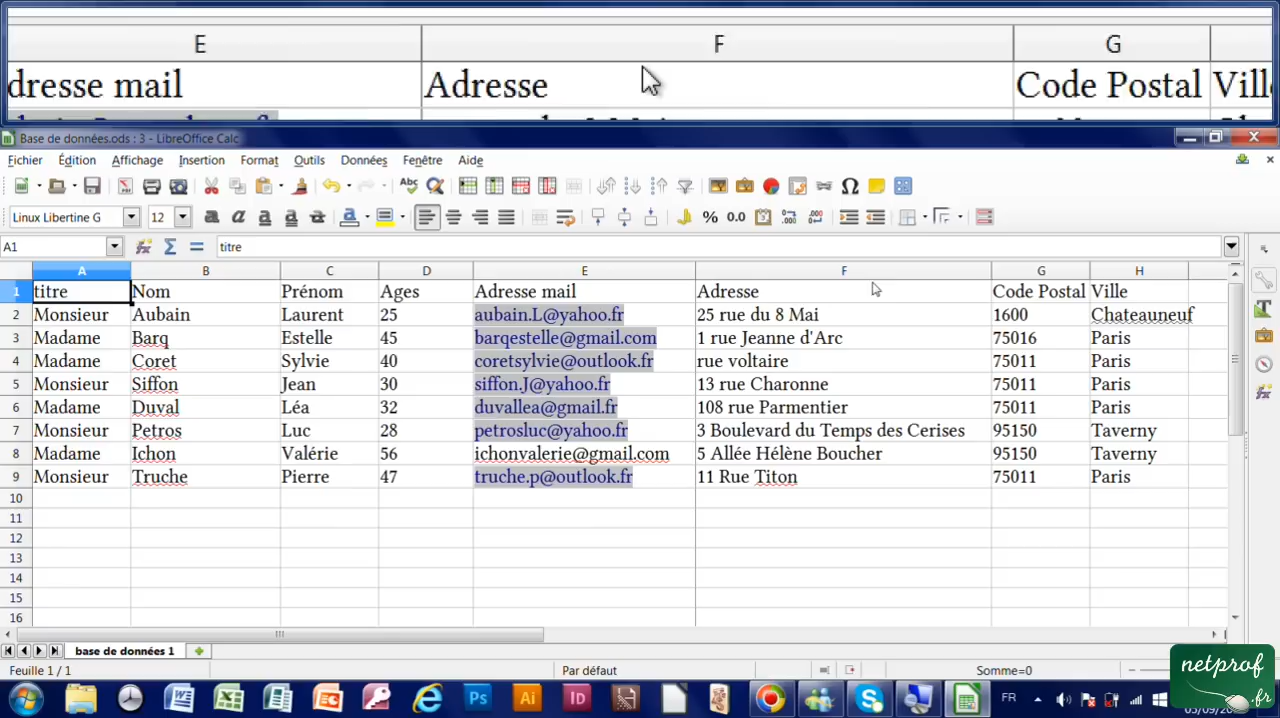 E F G
dresse mail Adresse Code Postal
Base de données.ods : 3 - LibreOffice Calc
Fichier Édition Affichage Insertion Format Outils Données Fenêtre Aide
Linux Libertine G 12
A1 titre
A B C D E F G H
1 titre Nom Prénom Ages Adresse mail Adresse Code Postal Ville
2 Monsieur Aubain Laurent 25 aubain.L@yahoo.fr 25 rue du 8 Mai 1600 Chateauneuf
3 Madame Barq Estelle 45 barqestelle@gmail.com 1 rue Jeanne d'Arc 75016 Paris
4 Madame Coret Sylvie 40 coretsylvie@outlook.fr rue voltaire 75011 Paris
5 Monsieur Siffon Jean 30 siffon.J@yahoo.fr 13 rue Charonne 75011 Paris
6 Madame Duval Léa 32 duvallea@gmail.fr 108 rue Parmentier 75011 Paris
7 Monsieur Petros Luc 28 petrosluc@yahoo.fr 3 Boulevard du Temps des Cerises 95150 Taverny
8 Madame Ichon Valérie 56 ichonvalerie@gmail.com 5 Allée Hélène Boucher 95150 Taverny
9 Monsieur Truche Pierre 47 truche.p@outlook.fr 11 Rue Titon 75011 Paris
10
11
12
13
14
15
16
base de données 1
Feuille 1 / 1 Par défaut Somme=0
netprof
.fr
Ps Ai ID FR